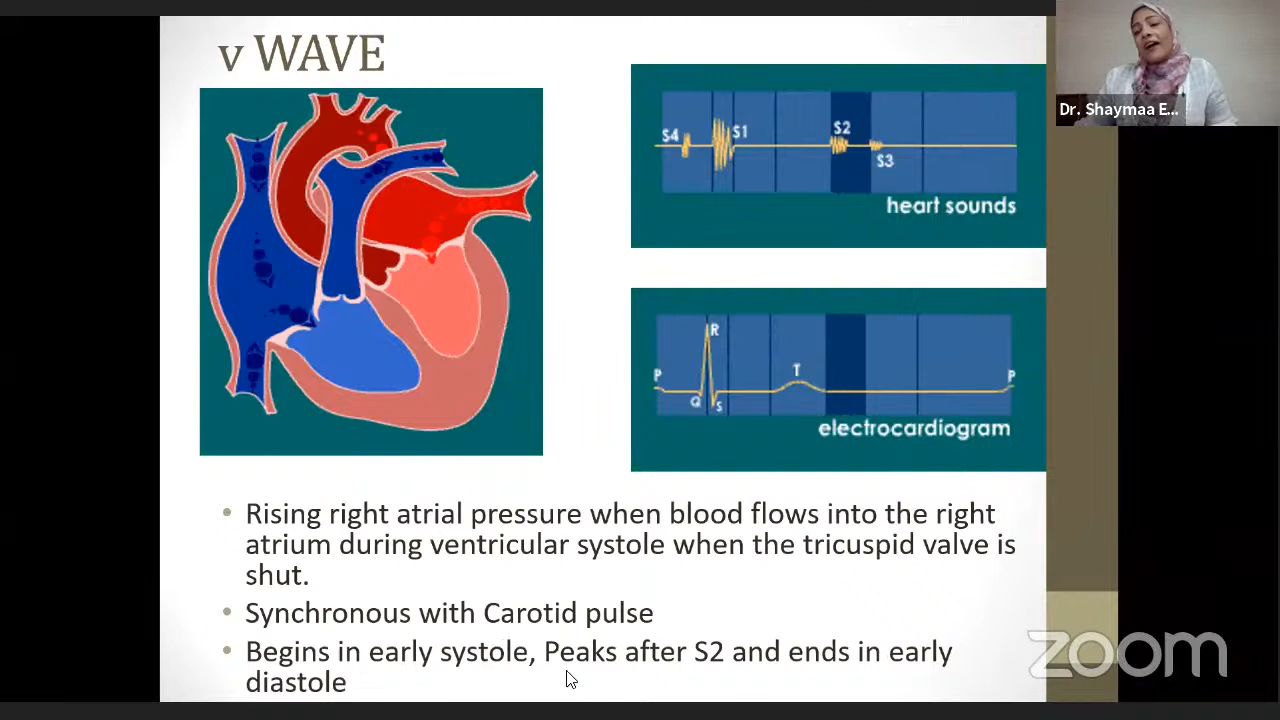 v WAVE
Dr. Shaymaa E...
S4
S1
S2
S3
heart sounds
P
Q
R
S
T
P
electrocardiogram
• Rising right atrial pressure when blood flows into the right
atrium during ventricular systole when the tricuspid valve is
shut.
• Synchronous with Carotid pulse
• Begins in early systole, Peaks after S2 and ends in early
diastole
zoom